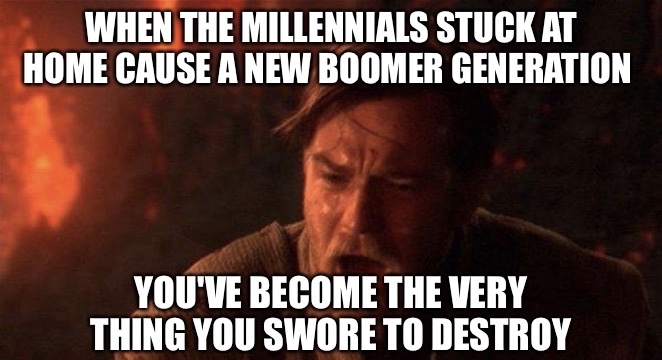 WHEN THE MILLENNIALS STUCK AT
HOME CAUSE A NEW BOOMER GENERATION
YOU'VE BECOME THE VERY
THING YOU SWORE TO DESTROY